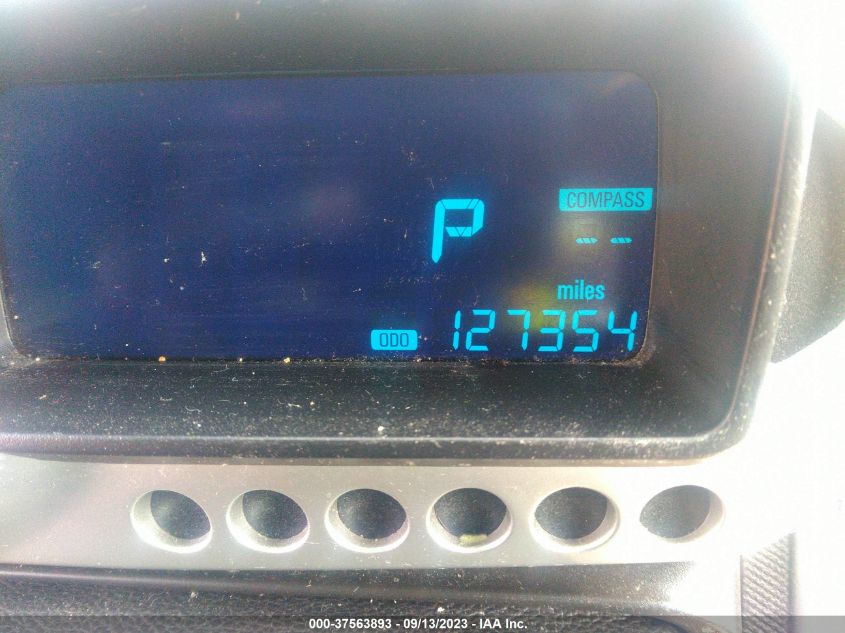 P
COMPASS
--
miles
ODO 127354
000-37563893 - 09/13/2023 - IAA Inc.